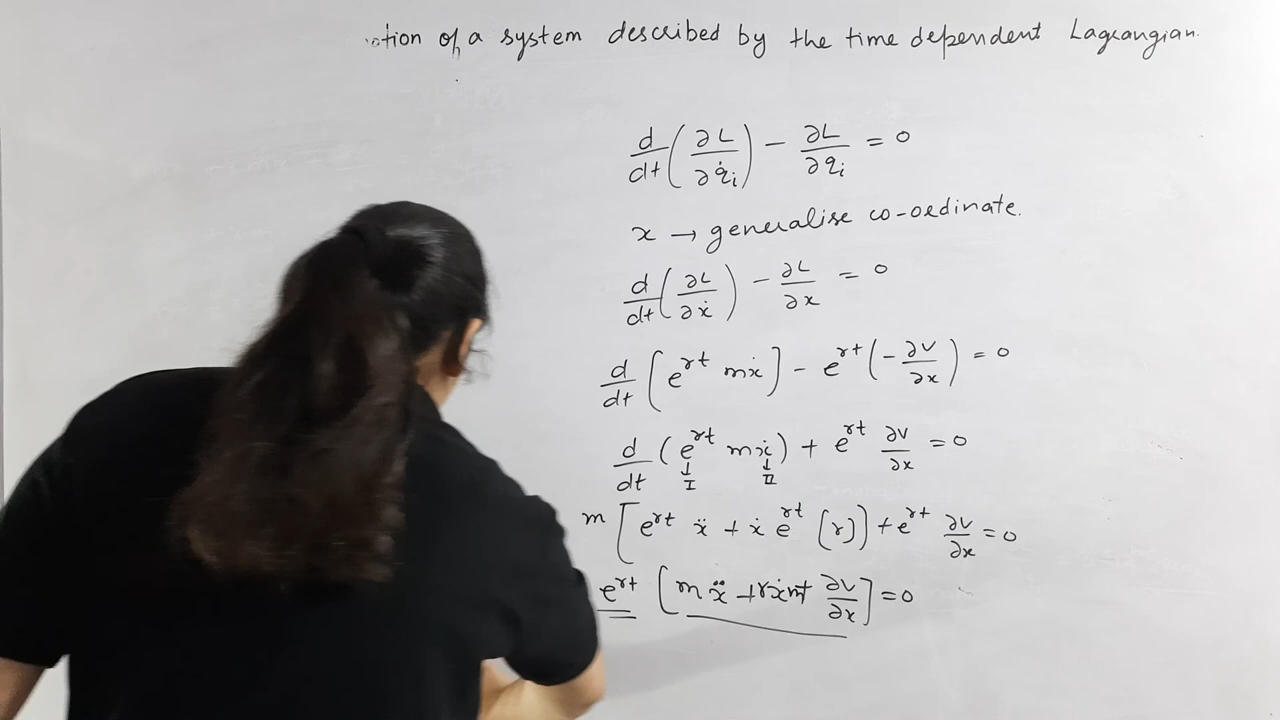 of a system described by the time dependent Lagrangian.
d/dt (∂L/∂q̇ᵢ) − ∂L/∂qᵢ = 0
x → generalise co-ordinate.
d/dt (∂L/∂ẋ) − ∂L/∂x = 0
d/dt [e^{γt} mẋ] − e^{γt} (−∂V/∂x) = 0
d/dt (e^{γt} mẋ) + e^{γt} ∂V/∂x = 0
↓ I ↓ II
m [e^{γt} ẍ + ẋ e^{γt} (γ)] + e^{γt} ∂V/∂x = 0
e^{γt} [mẍ + γẋm + ∂V/∂x] = 0